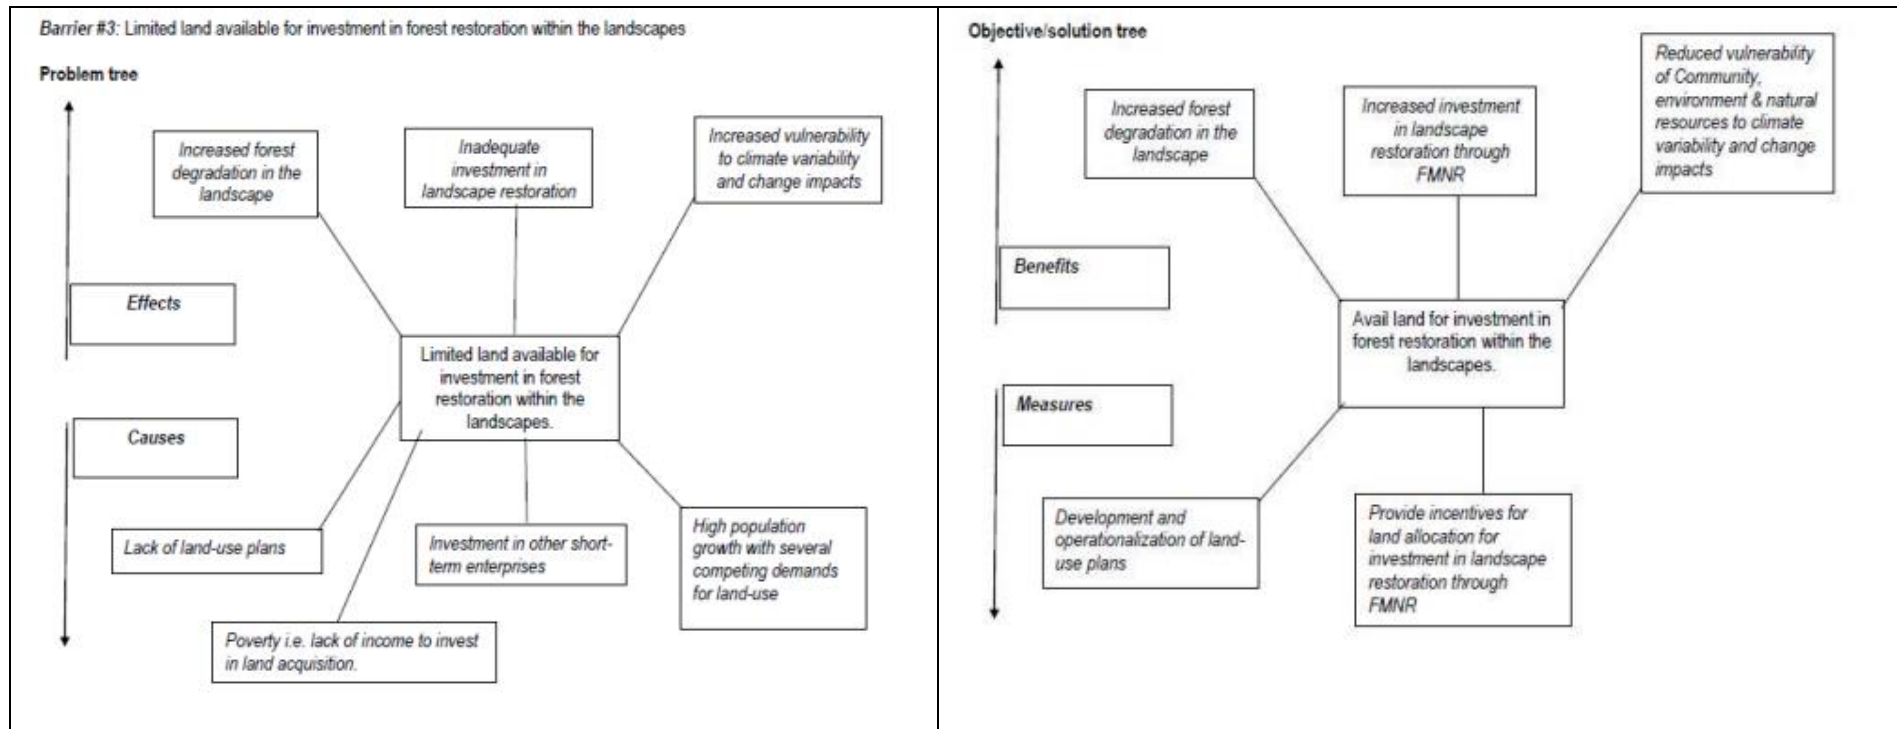 Barrier #3: Limited land available for investment in forest restoration within the landscapes
Problem tree
Increased forest
degradation in the
landscape
Inadequate
investment in
landscape restoration
Increased vulnerability
to climate variability
and change impacts
Effects
Limited land available for
investment in forest
restoration within the
landscapes.
Causes
Lack of land-use plans
Investment in other short-
term enterprises
High population
growth with several
competing demands
for land-use
Poverty i.e. lack of income to invest
in land acquisition.
Objective/solution tree
Increased forest
degradation in the
landscape
Increased investment
in landscape
restoration through
FMNR
Reduced vulnerability
of Community,
environment & natural
resources to climate
variability and change
impacts
Benefits
Avail land for investment in
forest restoration within the
landscapes.
Measures
Development and
operationalization of land-
use plans
Provide incentives for
land allocation for
investment in landscape
restoration through
FMNR